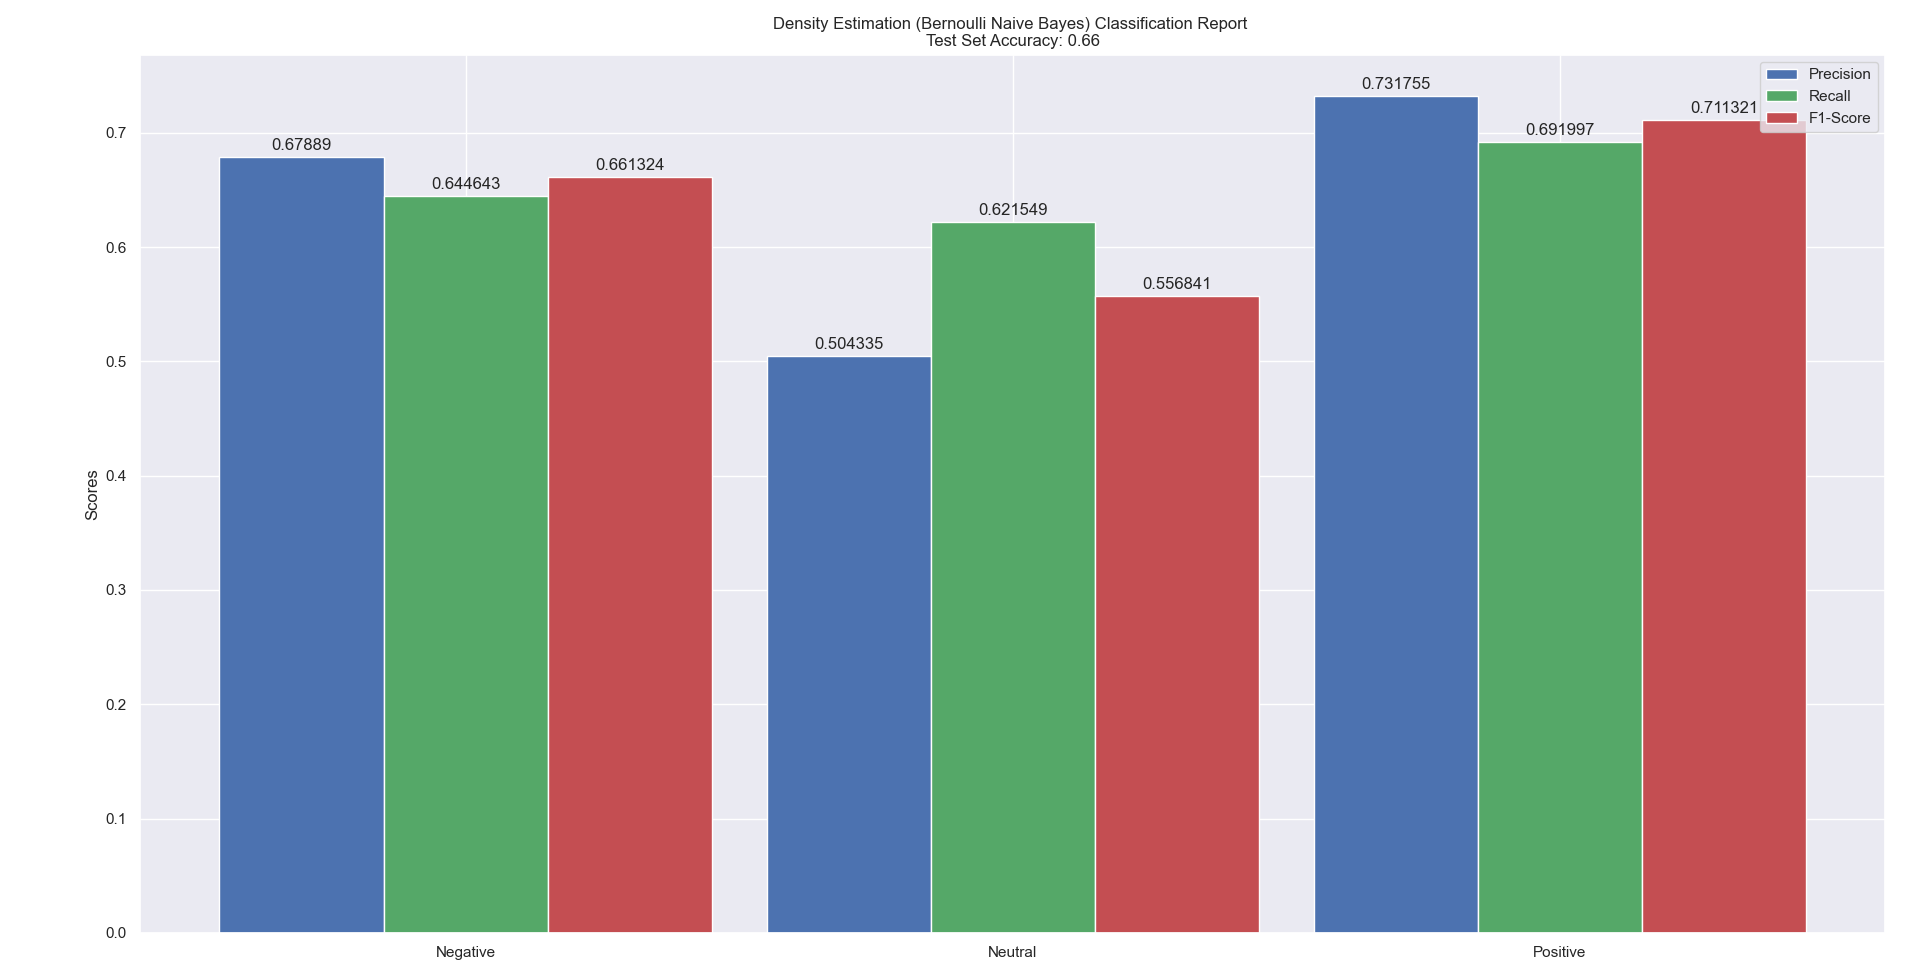 Density Estimation (Bernoulli Naive Bayes) Classification Report
Test Set Accuracy: 0.66
Precision
Recall
F1-Score
0.67889
0.644643
0.661324
0.504335
0.621549
0.556841
0.731755
0.691997
0.711321
Scores
0.7
0.6
0.5
0.4
0.3
0.2
0.1
0.0
Negative
Neutral
Positive